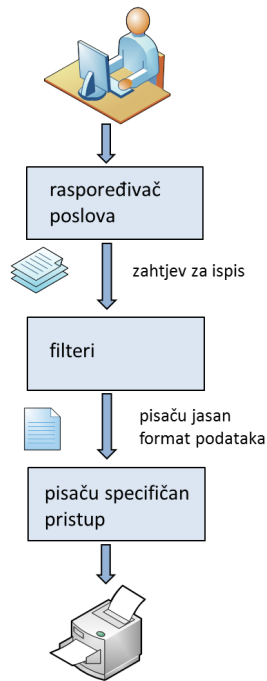 raspoređivač
poslova
zahtjev za ispis
filteri
pisaču jasan
format podataka
pisaču specifičan
pristup